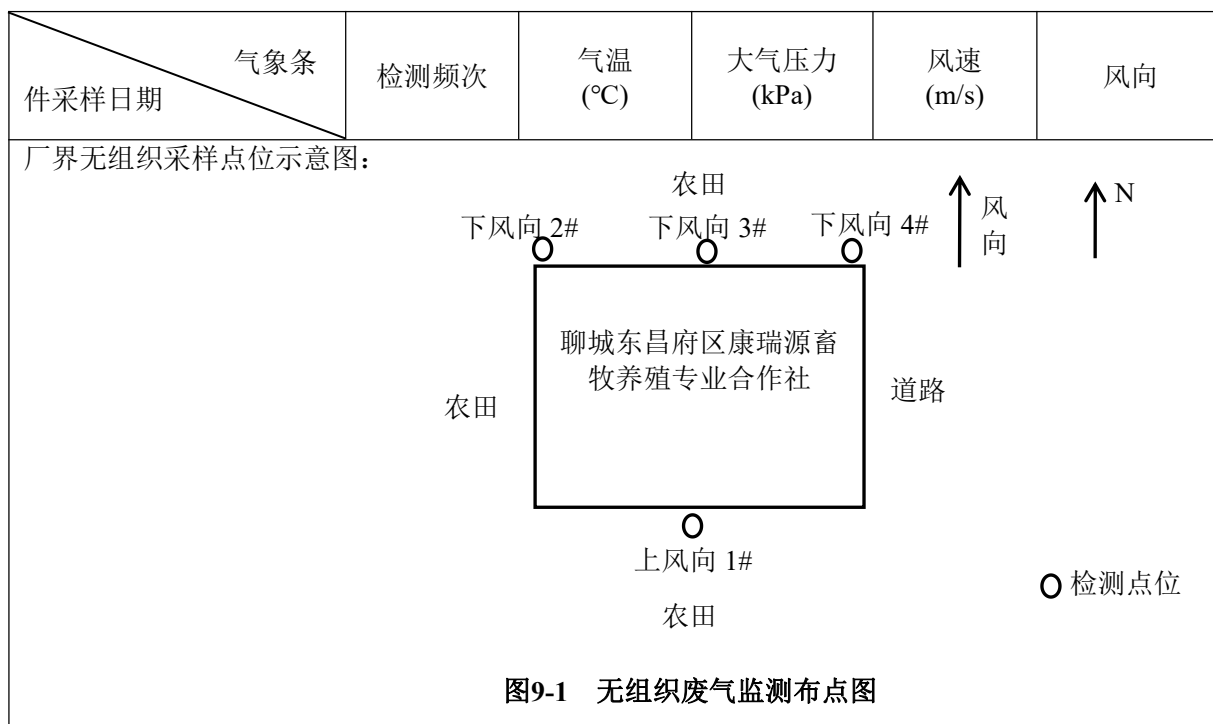 气象条
件采样日期
检测频次
气温
(℃)
大气压力
(kPa)
风速
(m/s)
风向
厂界无组织采样点位示意图：
农田
风
向
N
下风向 2#
下风向 3#
下风向 4#
聊城东昌府区康瑞源畜
牧养殖专业合作社
农田
道路
上风向 1#
检测点位
农田
图9-1 无组织废气监测布点图